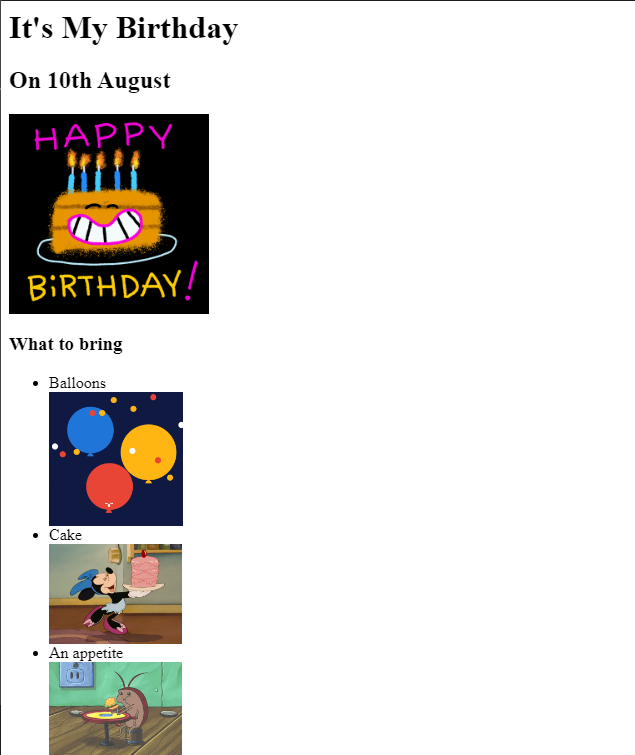 It's My Birthday
On 10th August
HAPPY
BiRTHDAY!
What to bring
Balloons
Cake
An appetite